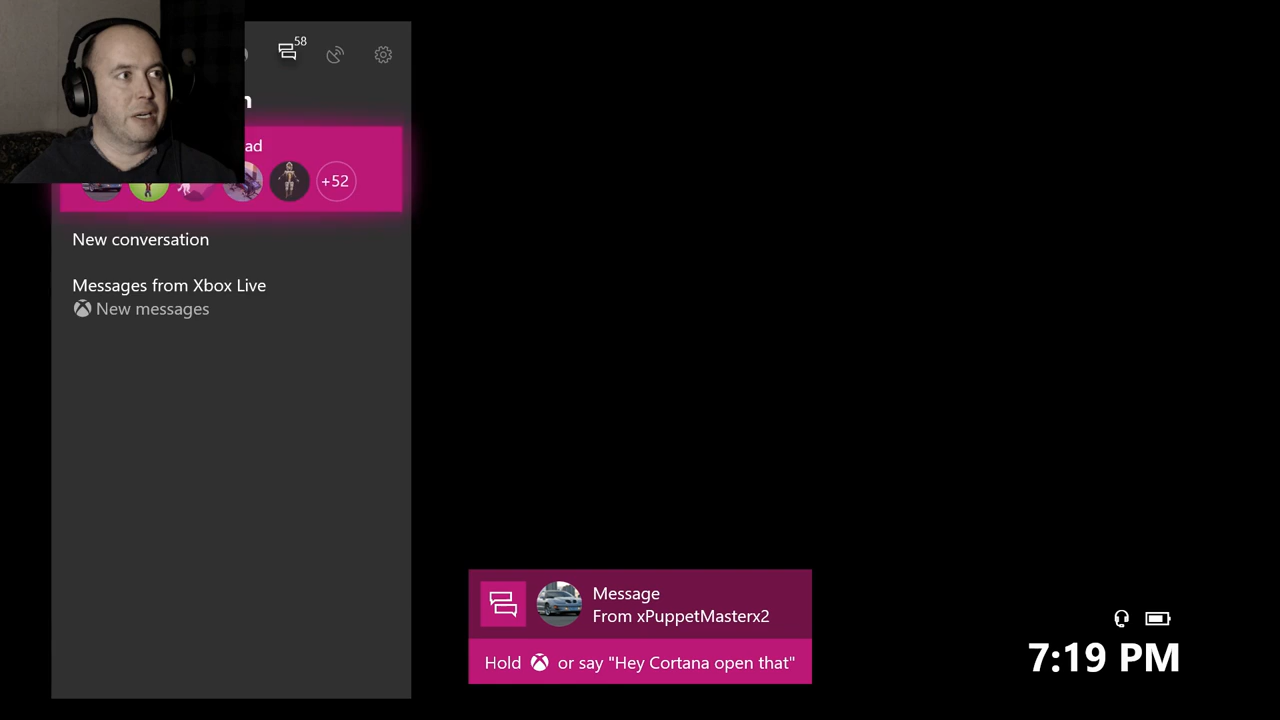 58
+52
New conversation
Messages from Xbox Live
New messages
Message
From xPuppetMasterx2
Hold or say "Hey Cortana open that"
7:19 PM